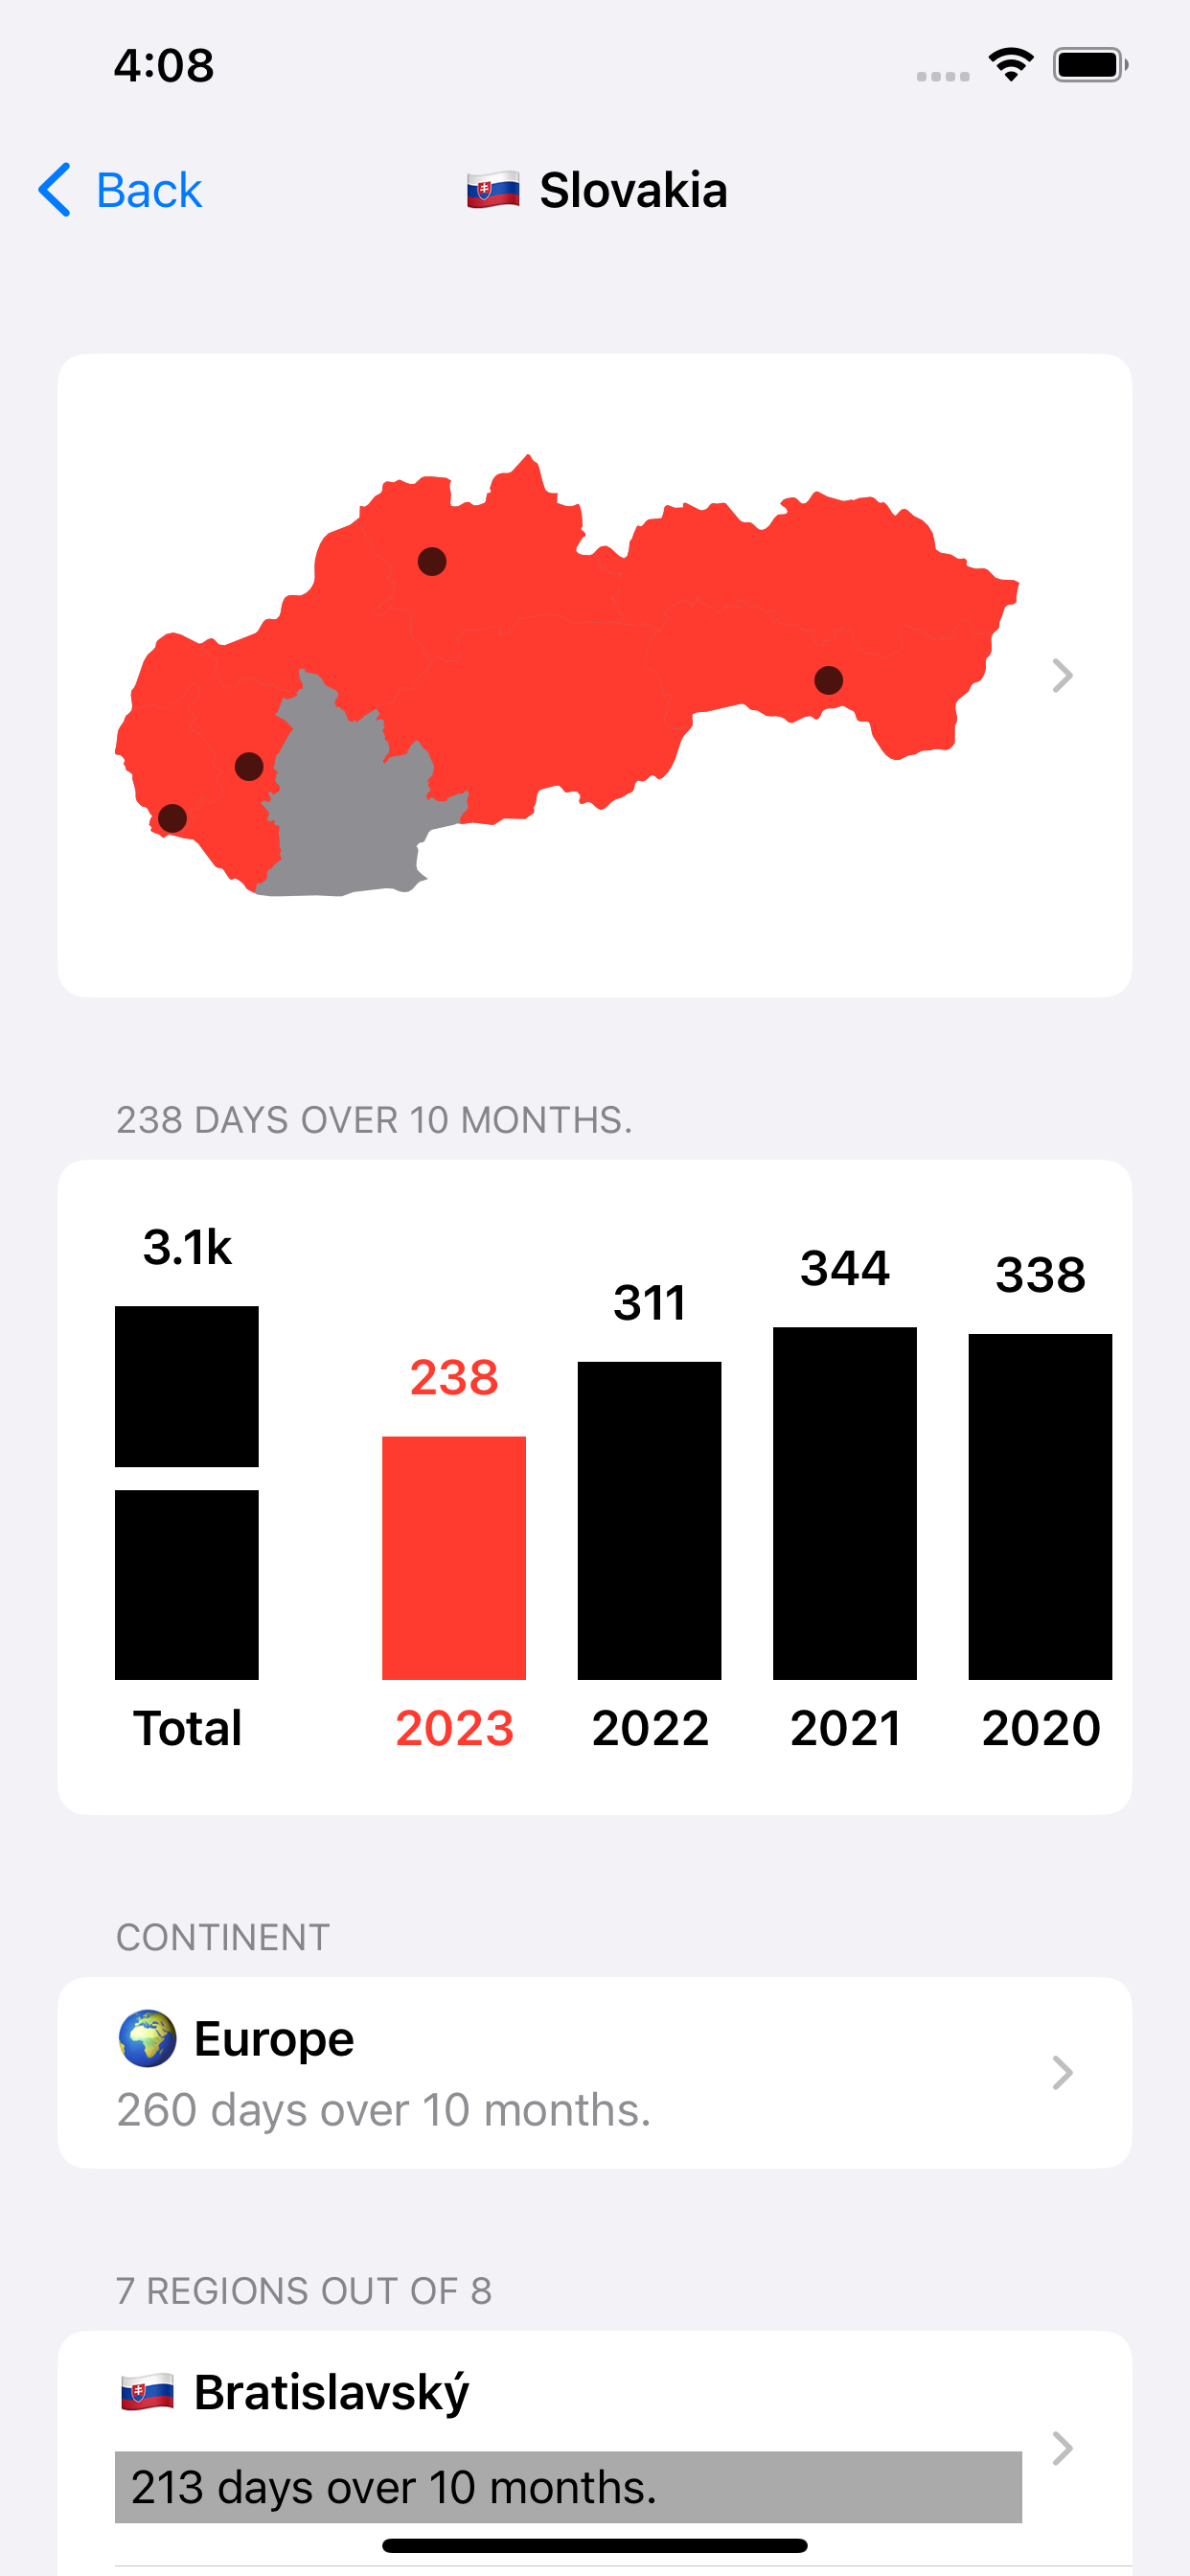 4:08
Back
Slovakia
238 DAYS OVER 10 MONTHS.
3.1k
238
311
344
338
Total
2023
2022
2021
2020
CONTINENT
Europe
260 days over 10 months.
7 REGIONS OUT OF 8
Bratislavský
213 days over 10 months.